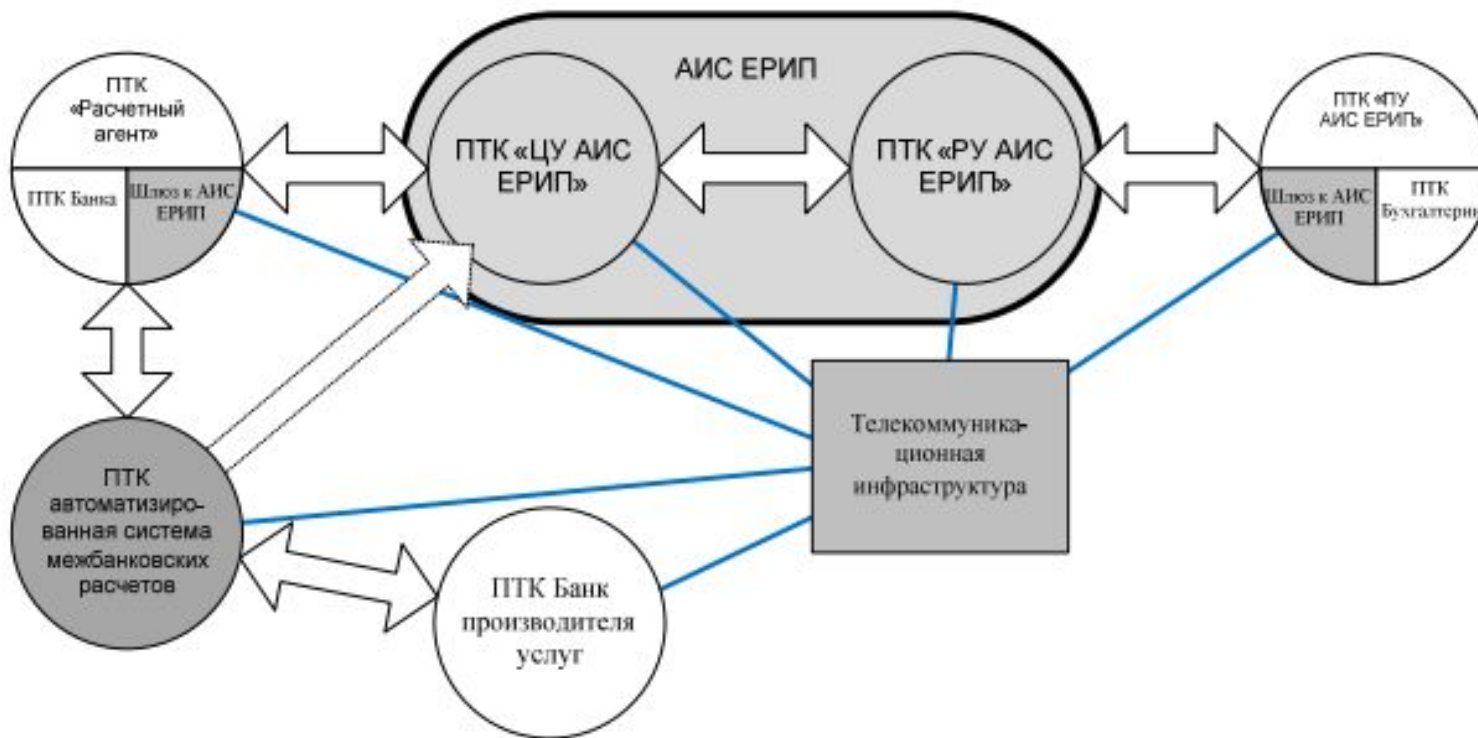 АИС ЕРИП
ПТК
«Расчетный
агент»
ПТК Банка
Шлюз к АИС
ЕРИП
ПТК «ЦУ АИС
ЕРИП»
ПТК «РУ АИС
ЕРИП»
ПТК «ПУ
АИС ЕРИП»
Шлюз к АИС
ЕРИП
ПТК
Бухгалтерии
Телекоммуника-
ционная
инфраструктура
ПТК
автоматизиро-
ванная система
межбанковских
расчетов
ПТК Банк
производителя
услуг